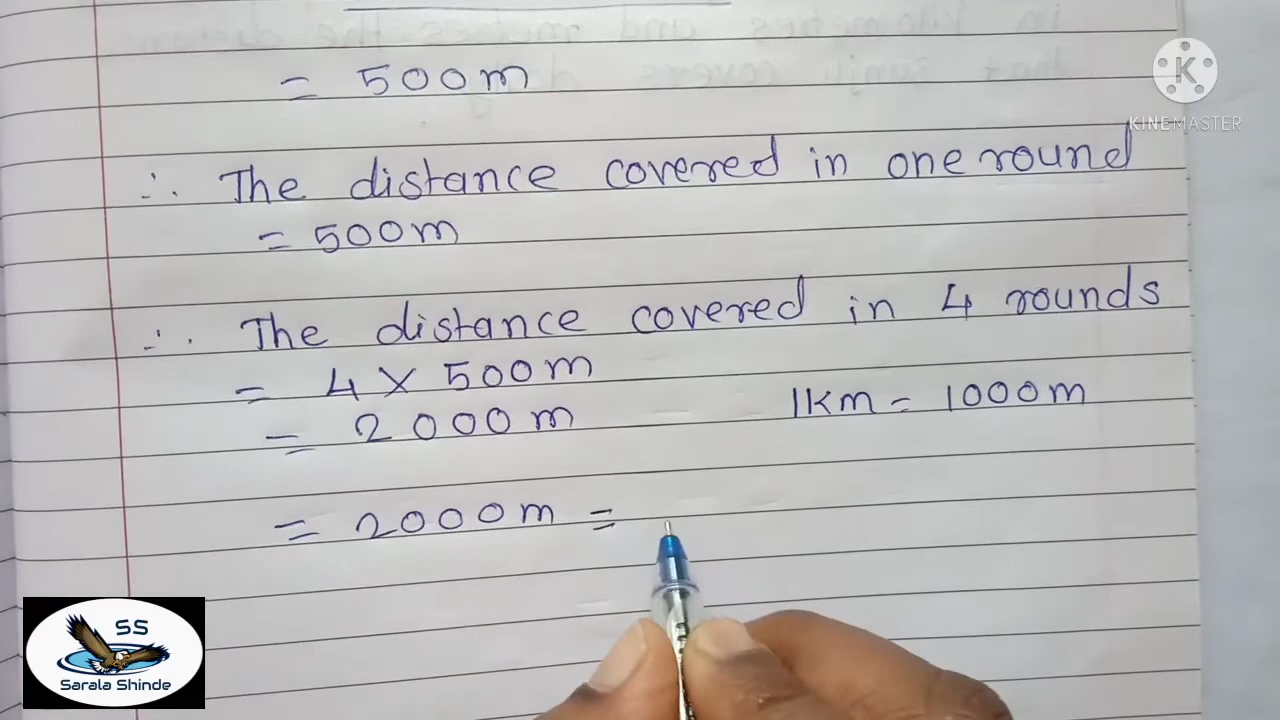 = 500m
KINEMASTER
∴ The distance covered in one round
= 500m
∴ The distance covered in 4 rounds
= 4 × 500m
= 2000m
1km = 1000m
= 2000m =
SS
Sarala Shinde